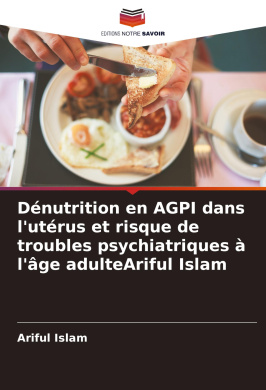 EDITIONS NOTRE SAVOIR
Dénutrition en AGPI dans
l'utérus et risque de
troubles psychiatriques à
l'âge adulteAriful Islam
Ariful Islam